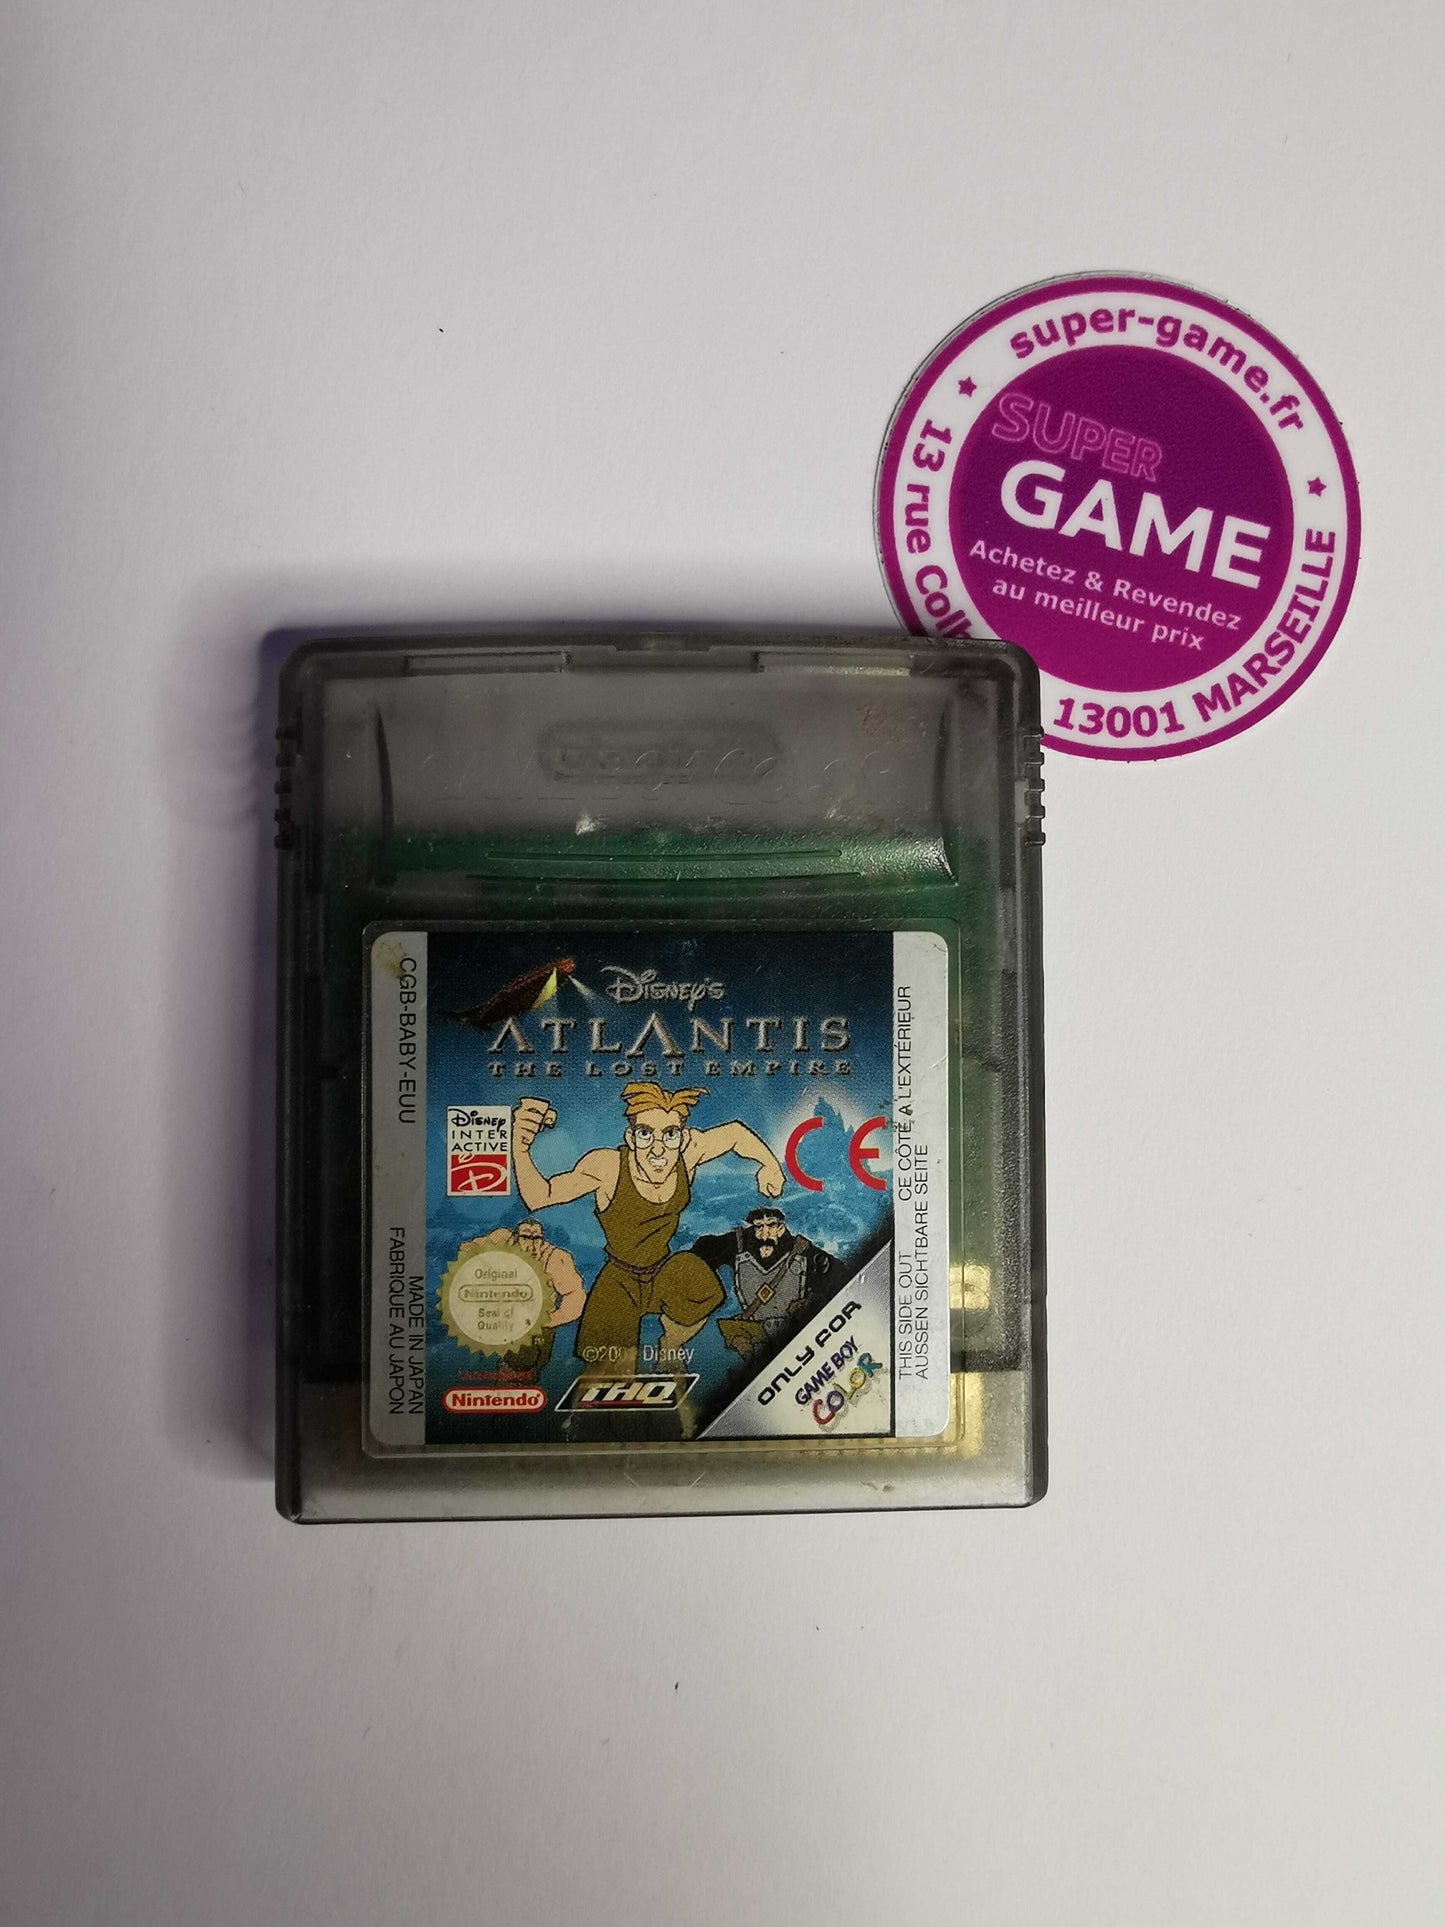 super-game.fr
SUPER
GAME
Achetez & Revendez
au meilleur prix
13 rue
13001 MARSEILLE
CGB-BABY-EUU
MADE IN JAPAN
FABRIQUE AU JAPON
Disney's
ATLANTIS
THE LOST EMPIRE
Disney
INTER
ACTIVE
CE
Original
Nintendo
Seal of
Quality
TM
©2001 Disney
Nintendo
THQ
ONLY FOR
GAME BOY
COLOR
THIS SIDE OUT CE CÔTÉ A L'EXTÉRIEUR
AUSSEN SICHTBARE SEITE